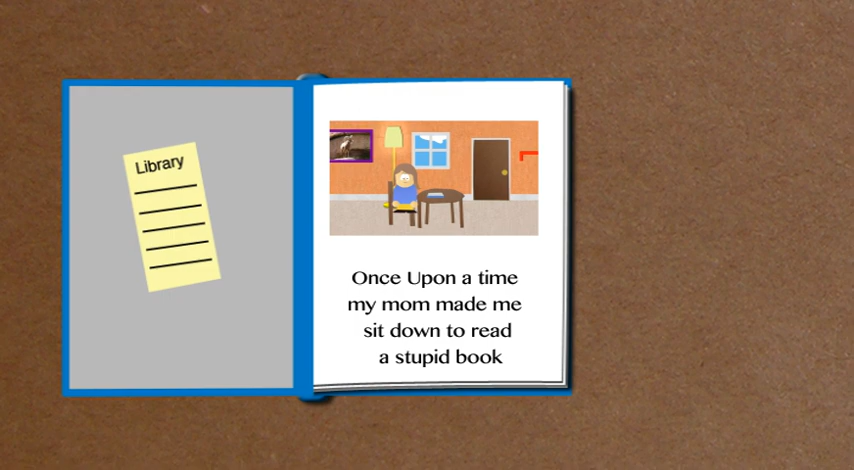 Library
Once Upon a time
my mom made me
sit down to read
a stupid book